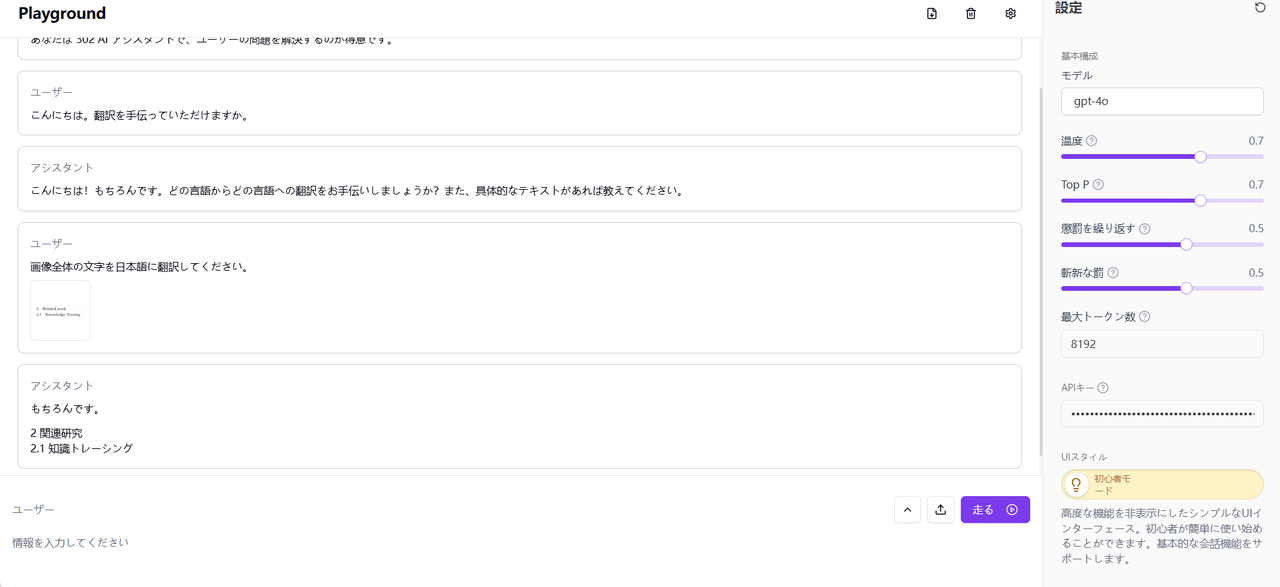 Playground
あなたは 302 AI アシスタントで、ユーザーの問題を解決するのが得意です。
ユーザー
こんにちは。翻訳を手伝っていただけますか。
アシスタント
こんにちは！もちろんです。どの言語からどの言語への翻訳をお手伝いしましょうか？また、具体的なテキストがあれば教えてください。
ユーザー
画像全体の文字を日本語に翻訳してください。
2 Related work
2.1 Knowledge Tracing
アシスタント
もちろんです。
2 関連研究
2.1 知識トレーシング
ユーザー
走る
情報を入力してください
設定
基本構成
モデル
gpt-4o
温度 0.7
Top P 0.7
懲罰を繰り返す 0.5
斬新な罰 0.5
最大トークン数
8192
APIキー
UIスタイル
初心者モ
ード
高度な機能を非表示にしたシンプルなUIイ
ンターフェース。初心者が簡単に使い始め
ることができます。基本的な会話機能をサ
ポートします。